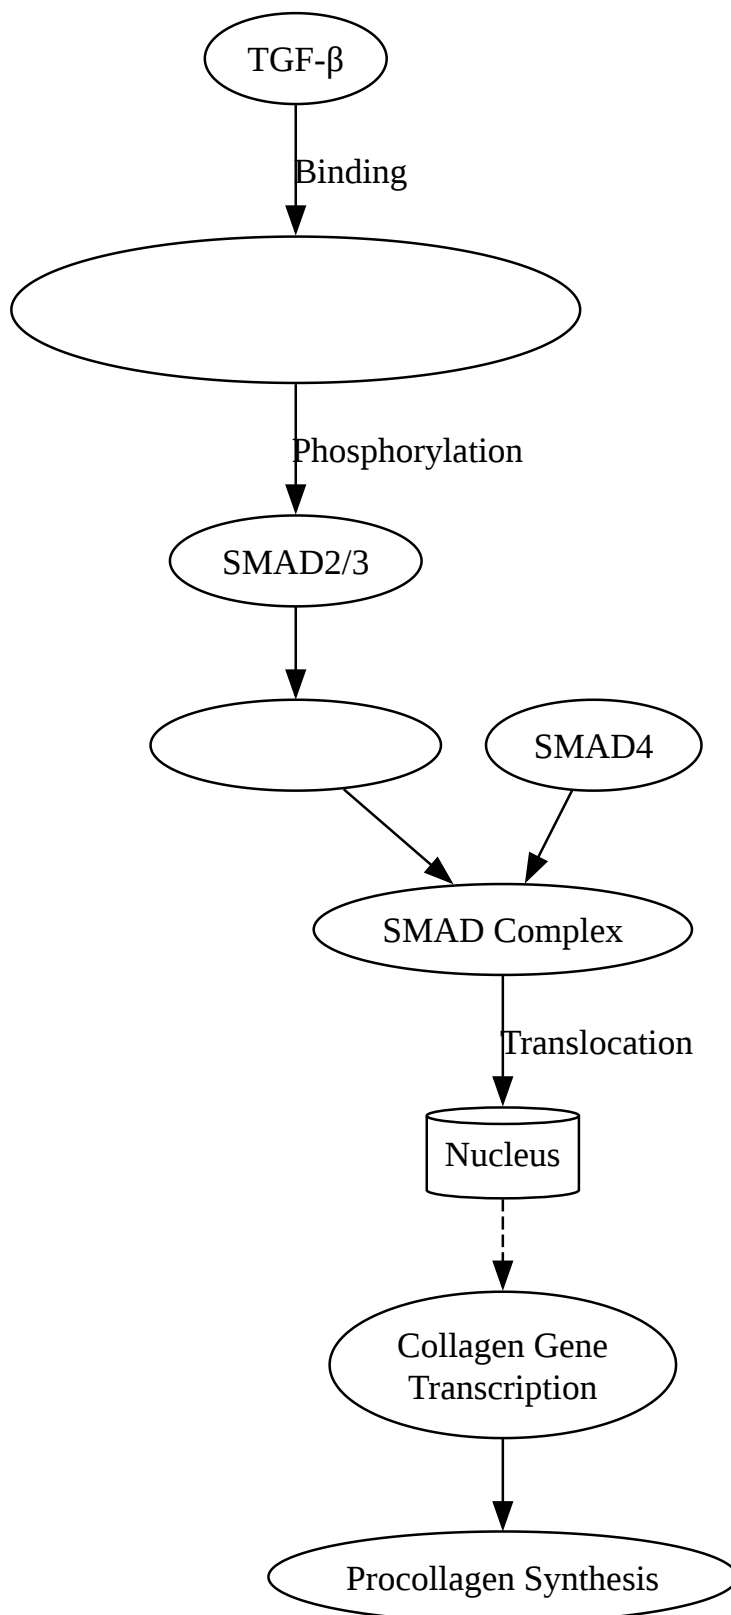 TGF-β
Binding
Phosphorylation
SMAD2/3
SMAD4
SMAD Complex
Translocation
Nucleus
Collagen Gene
Transcription
Procollagen Synthesis